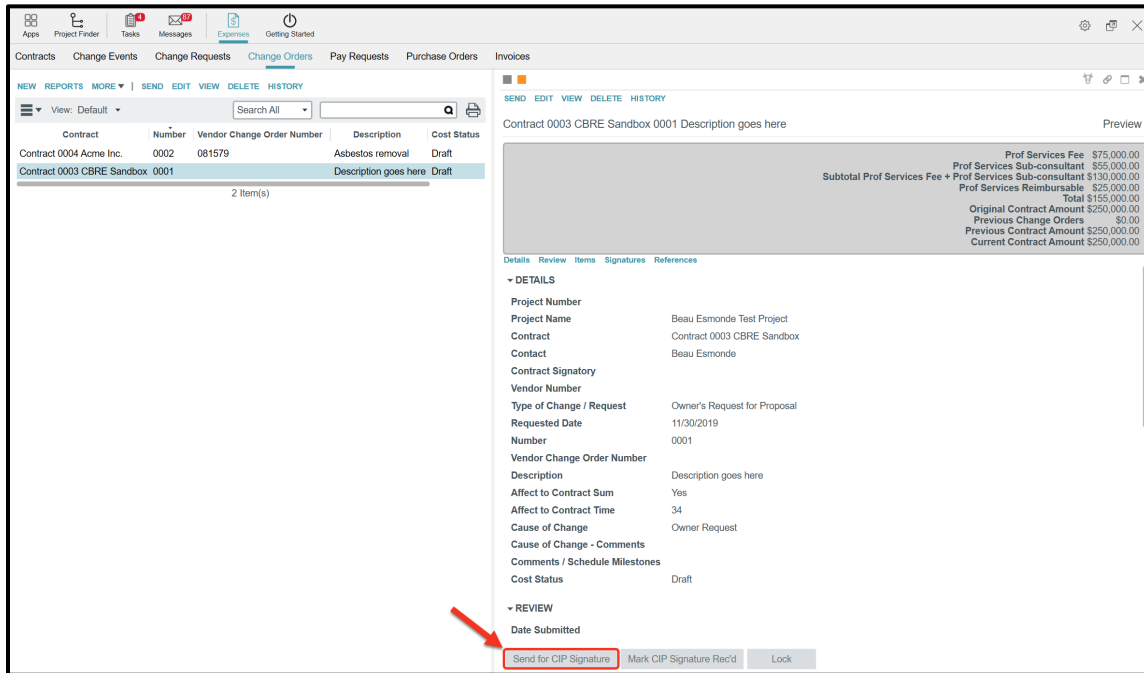 4 87
Apps Project Finder Tasks Messages Expenses Getting Started
Contracts Change Events Change Requests Change Orders Pay Requests Purchase Orders Invoices
NEW REPORTS MORE | SEND EDIT VIEW DELETE HISTORY
View: Default Search All
Contract Number Vendor Change Order Number Description Cost Status
Contract 0004 Acme Inc. 0002 081579 Asbestos removal Draft
Contract 0003 CBRE Sandbox 0001 Description goes here Draft
2 Item(s)
SEND EDIT VIEW DELETE HISTORY
Contract 0003 CBRE Sandbox 0001 Description goes here Preview
Prof Services Fee $75,000.00
Prof Services Sub-consultant $55,000.00
Subtotal Prof Services Fee + Prof Services Sub-consultant $130,000.00
Prof Services Reimbursable $25,000.00
Total $155,000.00
Original Contract Amount $250,000.00
Previous Change Orders $0.00
Previous Contract Amount $250,000.00
Current Contract Amount $250,000.00
Details Review Items Signatures References
DETAILS
Project Number
Project Name Beau Esmonde Test Project
Contract Contract 0003 CBRE Sandbox
Contact Beau Esmonde
Contract Signatory
Vendor Number
Type of Change / Request Owner's Request for Proposal
Requested Date 11/30/2019
Number 0001
Vendor Change Order Number
Description Description goes here
Affect to Contract Sum Yes
Affect to Contract Time 34
Cause of Change Owner Request
Cause of Change - Comments
Comments / Schedule Milestones
Cost Status Draft
REVIEW
Date Submitted
Send for CIP Signature Mark CIP Signature Rec'd Lock